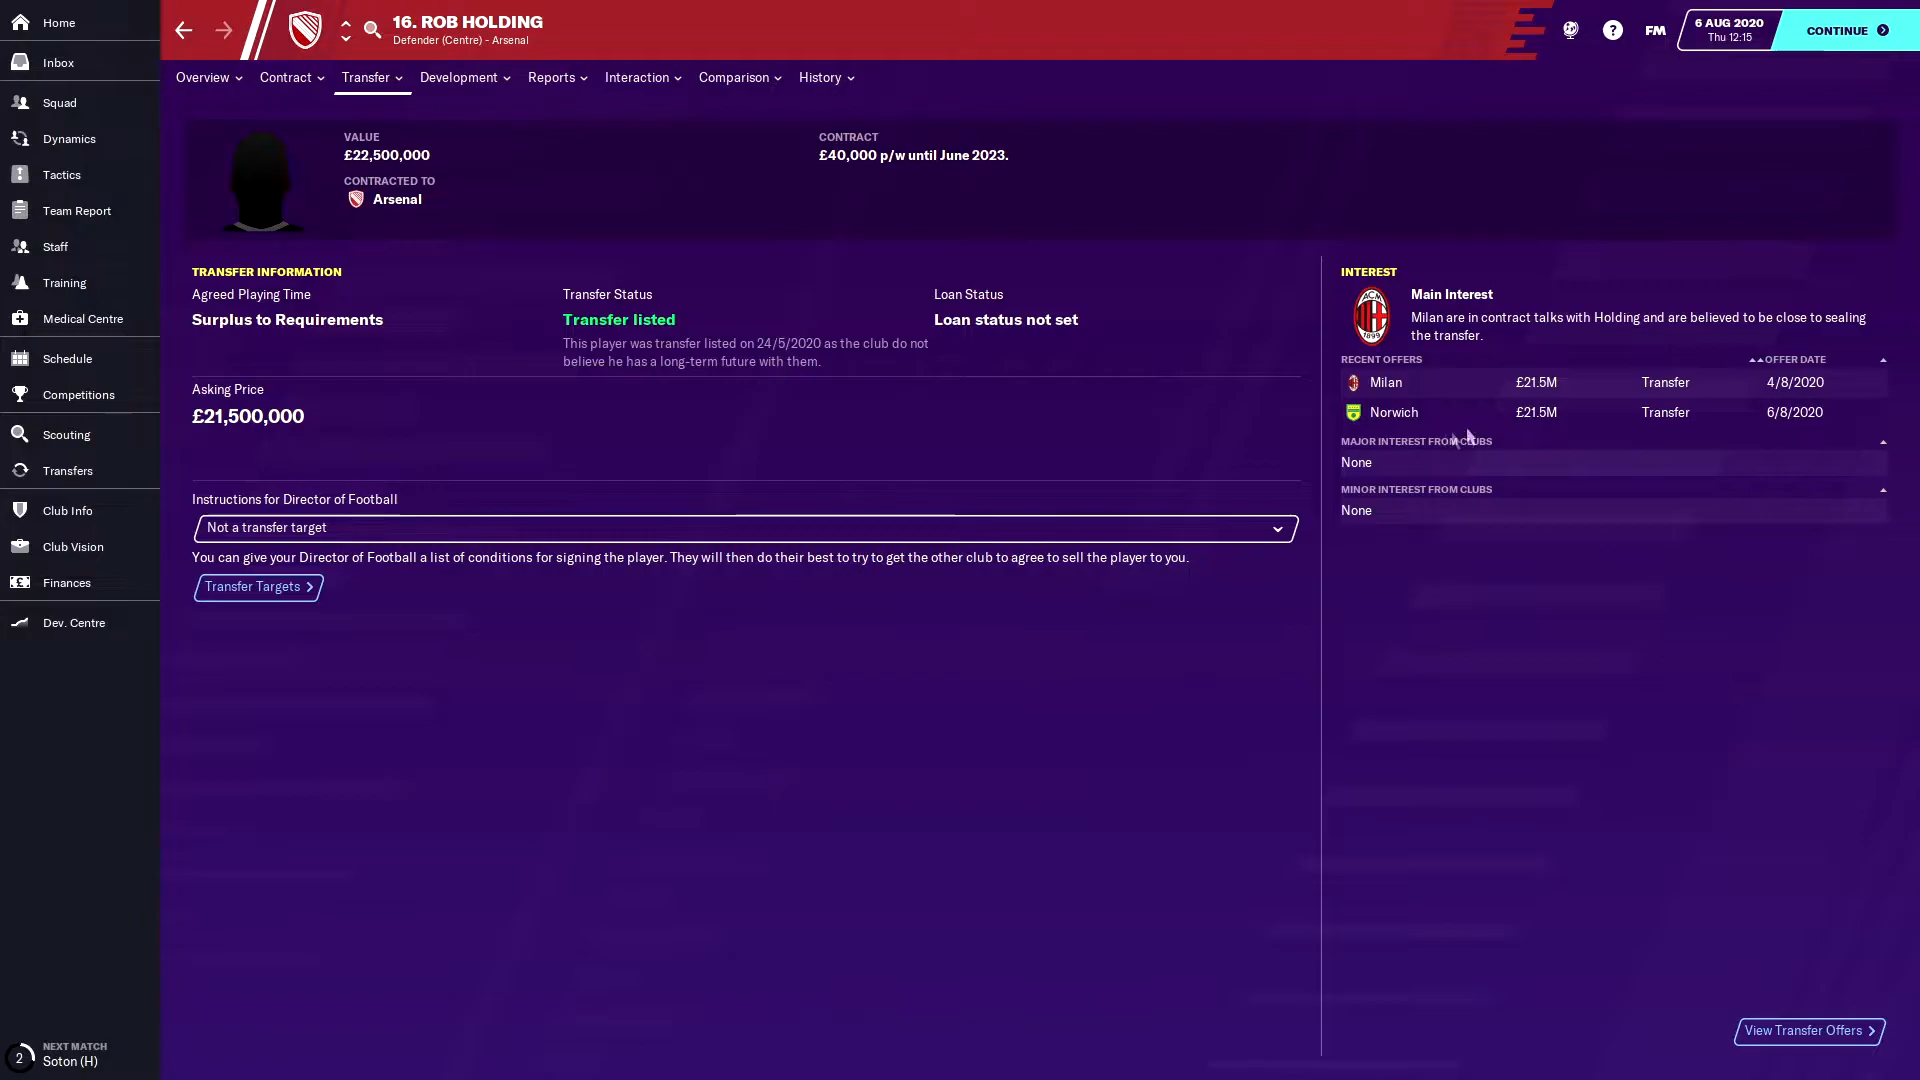 Home
Inbox
Squad
Dynamics
Tactics
Team Report
Staff
Training
Medical Centre
Schedule
Competitions
Scouting
Transfers
Club Info
Club Vision
Finances
Dev. Centre
2
NEXT MATCH
Soton (H)
16. ROB HOLDING
Defender (Centre) - Arsenal
?
FM
6 AUG 2020
Thu 12:15
CONTINUE
Overview Contract Transfer Development Reports Interaction Comparison History
VALUE
£22,500,000
CONTRACTED TO
Arsenal
CONTRACT
£40,000 p/w until June 2023.
TRANSFER INFORMATION
Agreed Playing Time
Surplus to Requirements
Transfer Status
Transfer listed
This player was transfer listed on 24/5/2020 as the club do not
believe he has a long-term future with them.
Loan Status
Loan status not set
Asking Price
£21,500,000
Instructions for Director of Football
Not a transfer target
You can give your Director of Football a list of conditions for signing the player. They will then do their best to try to get the other club to agree to sell the player to you.
Transfer Targets
INTEREST
ACM
1899
Main Interest
Milan are in contract talks with Holding and are believed to be close to sealing
the transfer.
RECENT OFFERS OFFER DATE
Milan £21.5M Transfer 4/8/2020
Norwich £21.5M Transfer 6/8/2020
MAJOR INTEREST FROM CLUBS
None
MINOR INTEREST FROM CLUBS
None
View Transfer Offers